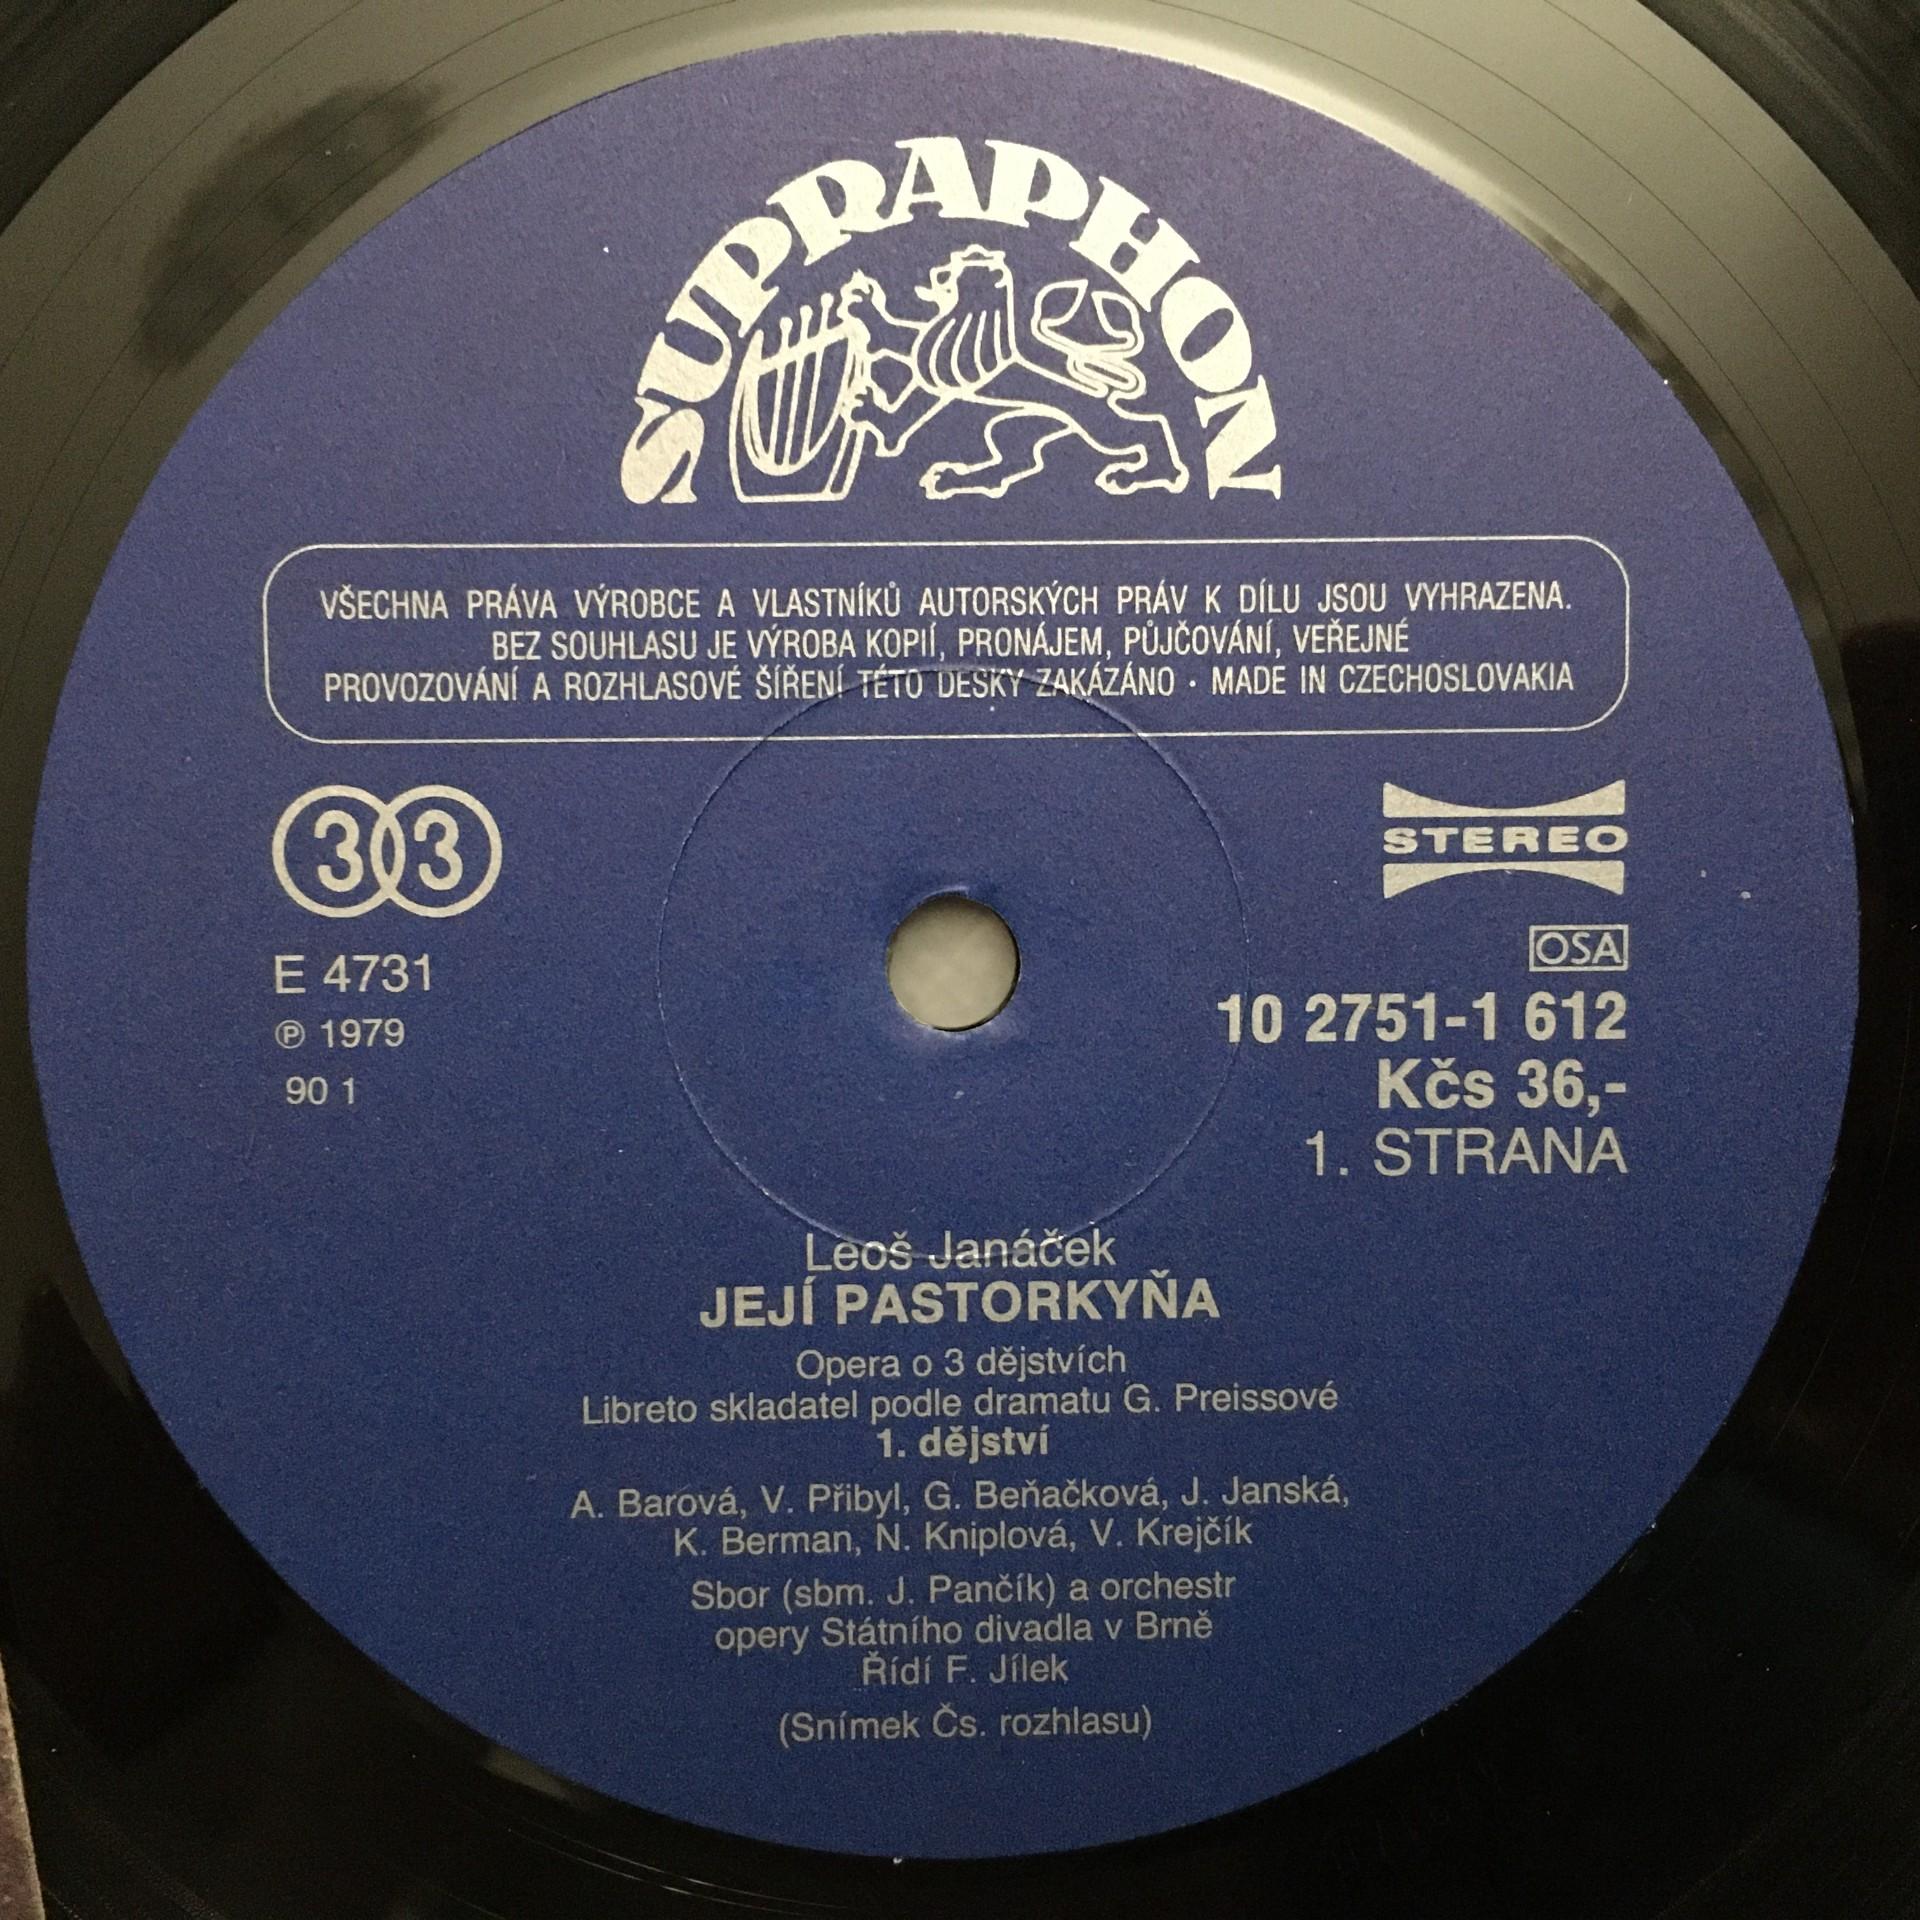 SUPRAPHON
VŠECHNA PRÁVA VÝROBCE A VLASTNÍKŮ AUTORSKÝCH PRÁV K DÍLU JSOU VYHRAZENA.
BEZ SOUHLASU JE VÝROBA KOPIÍ, PRONÁJEM, PŮJČOVÁNÍ, VEŘEJNÉ
PROVOZOVÁNÍ A ROZHLASOVÉ ŠÍŘENÍ TÉTO DESKY ZAKÁZÁNO · MADE IN CZECHOSLOVAKIA
33
STEREO
E 4731
℗ 1979
90 1
OSA
10 2751-1 612
Kčs 36,-
1. STRANA
Leoš Janáček
JEJÍ PASTORKYŇA
Opera o 3 dějstvích
Libreto skladatel podle dramatu G. Preissové
1. dějství
A. Barová, V. Přibyl, G. Beňačková, J. Janská,
K. Berman, N. Kniplová, V. Krejčík
Sbor (sbm. J. Pančík) a orchestr
opery Státního divadla v Brně
Řídí F. Jílek
(Snímek Čs. rozhlasu)